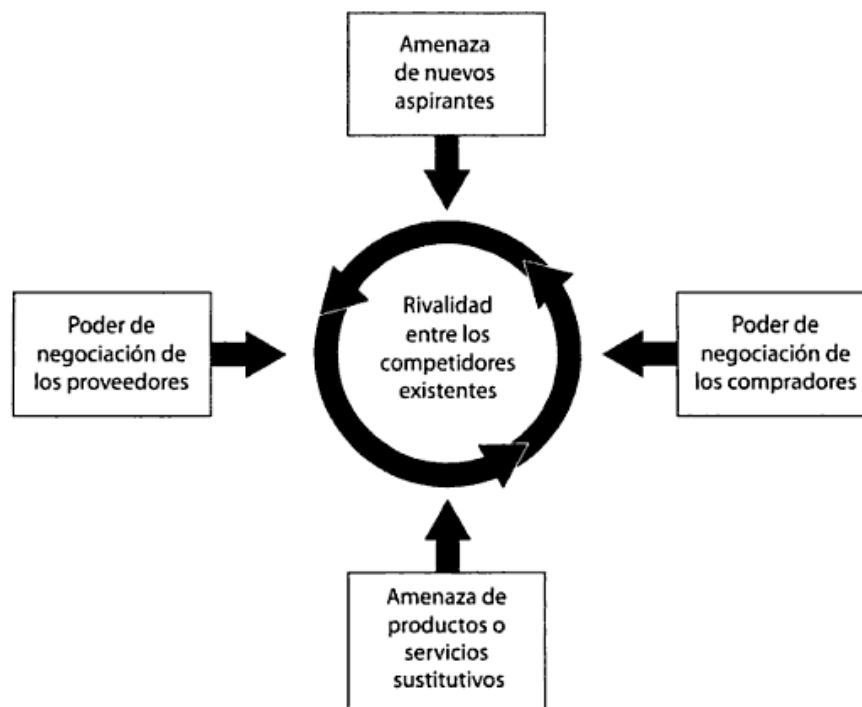 Amenaza
de nuevos
aspirantes
Poder de
negociación de
los proveedores
Rivalidad
entre los
competidores
existentes
Poder de
negociación de
los compradores
Amenaza de
productos o
servicios
sustitutivos